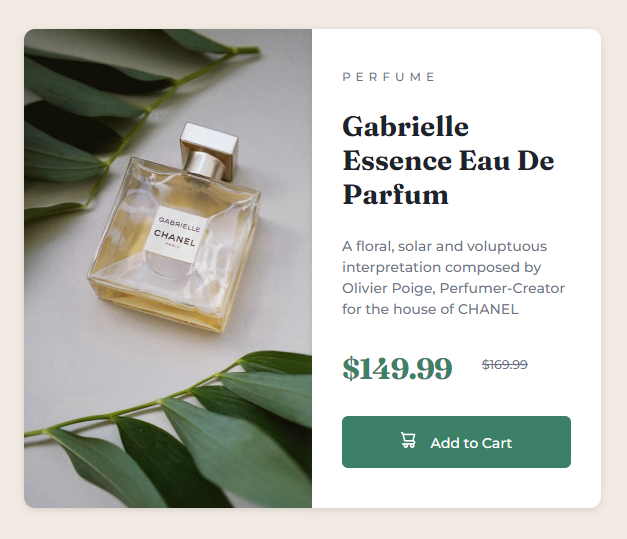 GABRIELLE
CHANEL
PARIS
PERFUME
Gabrielle
Essence Eau De
Parfum
A floral, solar and voluptuous
interpretation composed by
Olivier Poige, Perfumer-Creator
for the house of CHANEL
$149.99 $169.99
Add to Cart